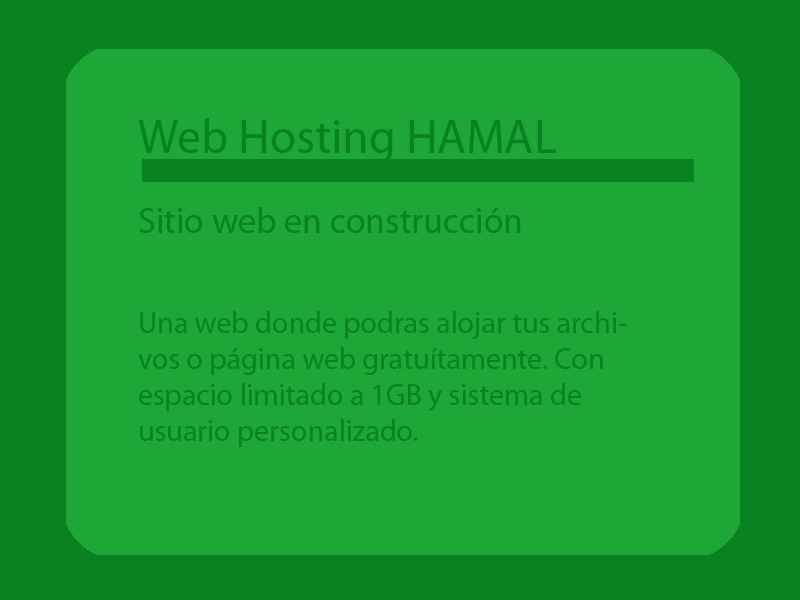 Web Hosting HAMAL
Sitio web en construcción
Una web donde podras alojar tus archi-
vos o página web gratuítamente. Con
espacio limitado a 1GB y sistema de
usuario personalizado.